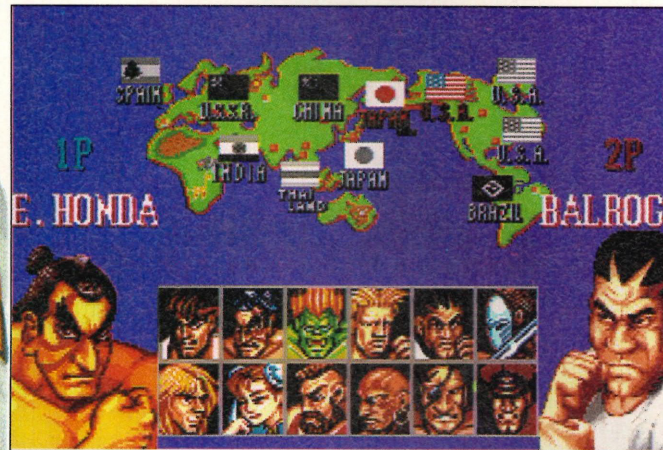 SPAIN
U.S.S.R.
CHINA
JAPAN
U.S.A.
U.S.A.
U.S.A.
INDIA
THAI
LAND
JAPAN
BRAZIL
1P
2P
E. HONDA
BALROG